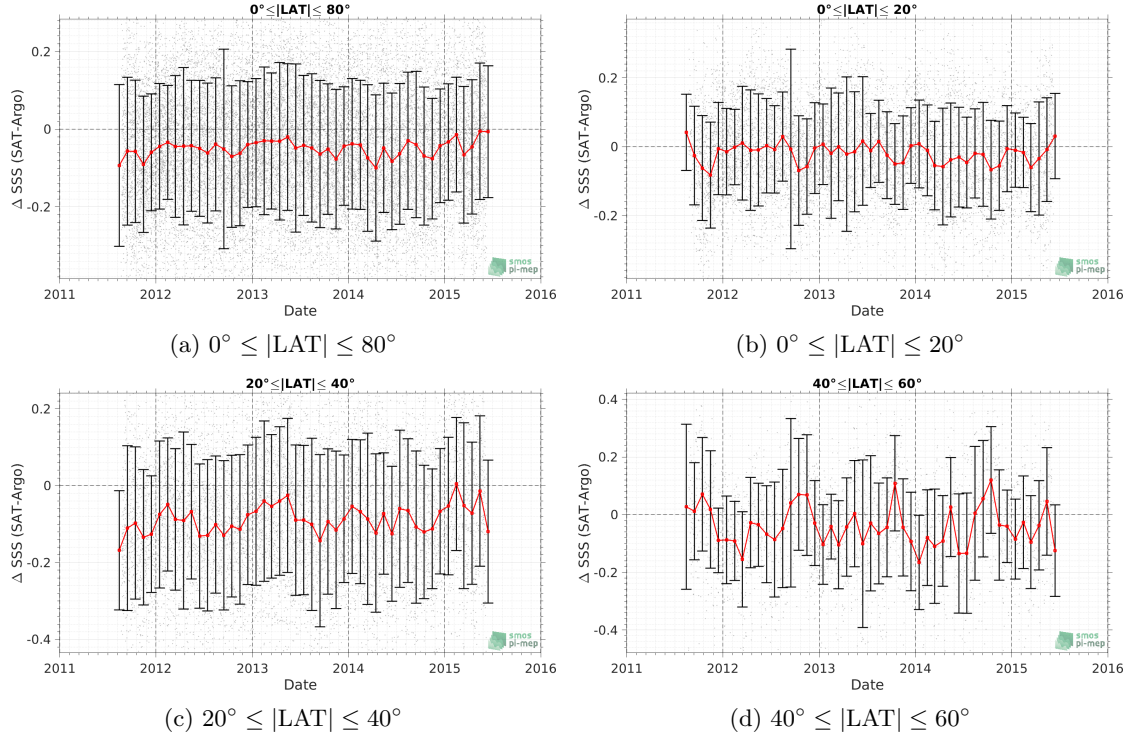 0°≤|LAT|≤ 80°
Δ SSS (SAT-Argo)
0.2
0
-0.2
2011 2012 2013 2014 2015 2016
Date
smos
pi-mep
(a) 0° ≤ |LAT| ≤ 80°
0°≤|LAT|≤ 20°
Δ SSS (SAT-Argo)
0.2
0
-0.2
2011 2012 2013 2014 2015 2016
Date
smos
pi-mep
(b) 0° ≤ |LAT| ≤ 20°
20°≤|LAT|≤ 40°
Δ SSS (SAT-Argo)
0.2
0
-0.2
-0.4
2011 2012 2013 2014 2015 2016
Date
smos
pi-mep
(c) 20° ≤ |LAT| ≤ 40°
40°≤|LAT|≤ 60°
Δ SSS (SAT-Argo)
0.4
0.2
0
-0.2
-0.4
2011 2012 2013 2014 2015 2016
Date
smos
pi-mep
(d) 40° ≤ |LAT| ≤ 60°